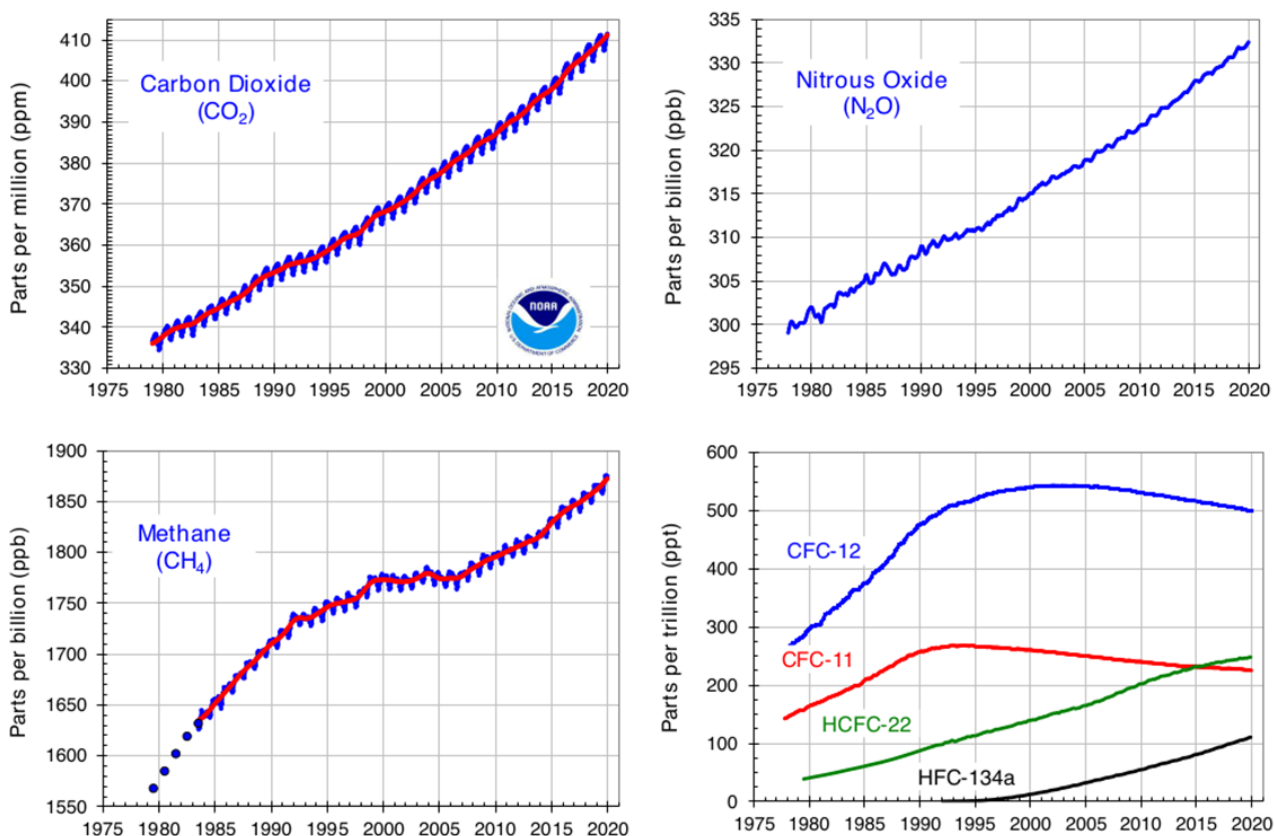 Parts per million (ppm)
410
400
390
380
370
360
350
340
330
Carbon Dioxide
(CO₂)
NOAA
1975 1980 1985 1990 1995 2000 2005 2010 2015 2020
Parts per billion (ppb)
335
330
325
320
315
310
305
300
295
Nitrous Oxide
(N₂O)
1975 1980 1985 1990 1995 2000 2005 2010 2015 2020
Parts per billion (ppb)
1900
1850
1800
1750
1700
1650
1600
1550
Methane
(CH₄)
1975 1980 1985 1990 1995 2000 2005 2010 2015 2020
Parts per trillion (ppt)
600
500
400
300
200
100
0
CFC-12
CFC-11
HCFC-22
HFC-134a
1975 1980 1985 1990 1995 2000 2005 2010 2015 2020